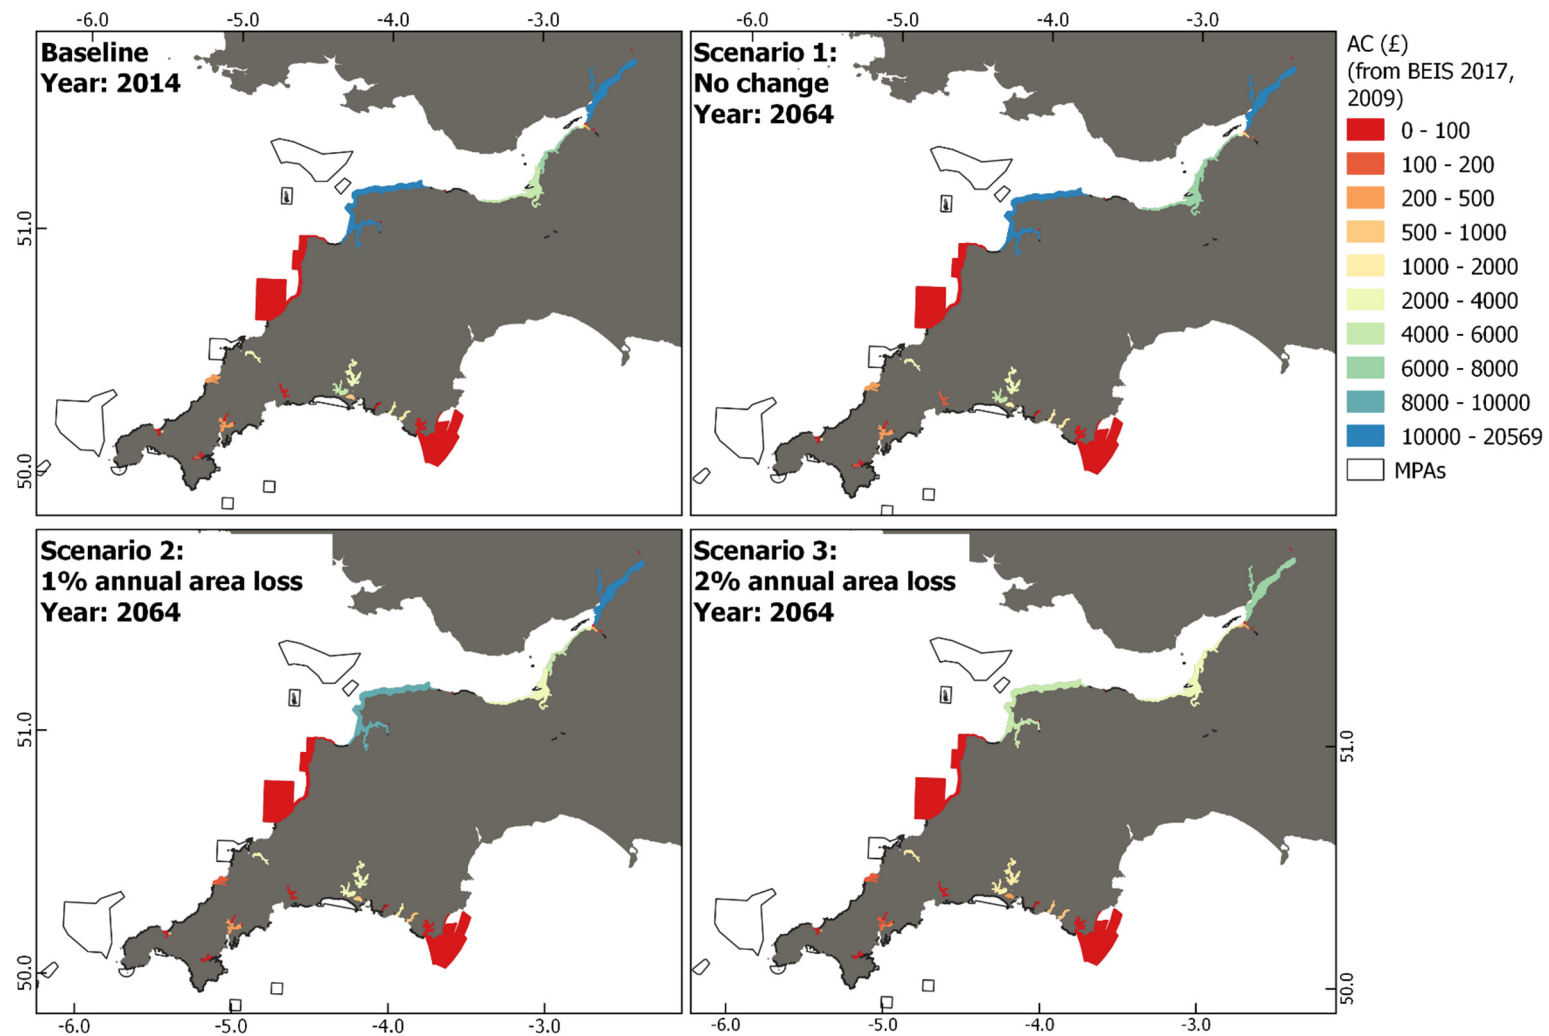 -6.0 -5.0 -4.0 -3.0
-6.0 -5.0 -4.0 -3.0
Baseline
Year: 2014
51.0
50.0
Scenario 1:
No change
Year: 2064
AC (£)
(from BEIS 2017,
2009)
0 - 100
100 - 200
200 - 500
500 - 1000
1000 - 2000
2000 - 4000
4000 - 6000
6000 - 8000
8000 - 10000
10000 - 20569
MPAs
Scenario 2:
1% annual area loss
Year: 2064
51.0
50.0
Scenario 3:
2% annual area loss
Year: 2064
51.0
50.0
-6.0 -5.0 -4.0 -3.0
-6.0 -5.0 -4.0 -3.0